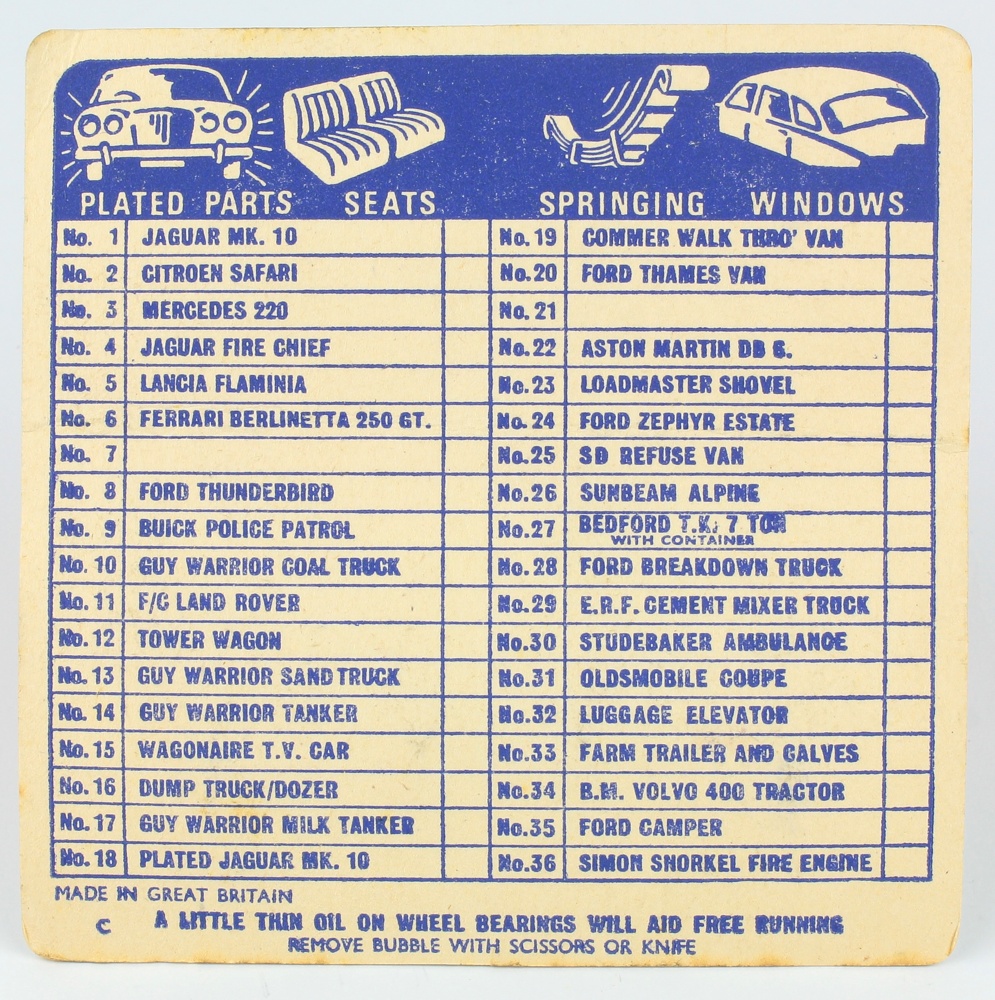 PLATED PARTS SEATS SPRINGING WINDOWS
No. 1 JAGUAR MK. 10
No. 2 CITROEN SAFARI
No. 3 MERCEDES 220
No. 4 JAGUAR FIRE CHIEF
No. 5 LANCIA FLAMINIA
No. 6 FERRARI BERLINETTA 250 GT.
No. 7
No. 8 FORD THUNDERBIRD
No. 9 BUICK POLICE PATROL
No. 10 GUY WARRIOR COAL TRUCK
No. 11 F/C LAND ROVER
No. 12 TOWER WAGON
No. 13 GUY WARRIOR SAND TRUCK
No. 14 GUY WARRIOR TANKER
No. 15 WAGONAIRE T.V. CAR
No. 16 DUMP TRUCK/DOZER
No. 17 GUY WARRIOR MILK TANKER
No. 18 PLATED JAGUAR MK. 10
No. 19 COMMER WALK THRO' VAN
No. 20 FORD THAMES VAN
No. 21
No. 22 ASTON MARTIN DB 6.
No. 23 LOADMASTER SHOVEL
No. 24 FORD ZEPHYR ESTATE
No. 25 SD REFUSE VAN
No. 26 SUNBEAM ALPINE
No. 27 BEDFORD T.K. 7 TON
WITH CONTAINER
No. 28 FORD BREAKDOWN TRUCK
No. 29 E.R.F. CEMENT MIXER TRUCK
No. 30 STUDEBAKER AMBULANCE
No. 31 OLDSMOBILE COUPE
No. 32 LUGGAGE ELEVATOR
No. 33 FARM TRAILER AND CALVES
No. 34 B.M. VOLVO 400 TRACTOR
No. 35 FORD CAMPER
No. 36 SIMON SNORKEL FIRE ENGINE
MADE IN GREAT BRITAIN
C A LITTLE THIN OIL ON WHEEL BEARINGS WILL AID FREE RUNNING
REMOVE BUBBLE WITH SCISSORS OR KNIFE